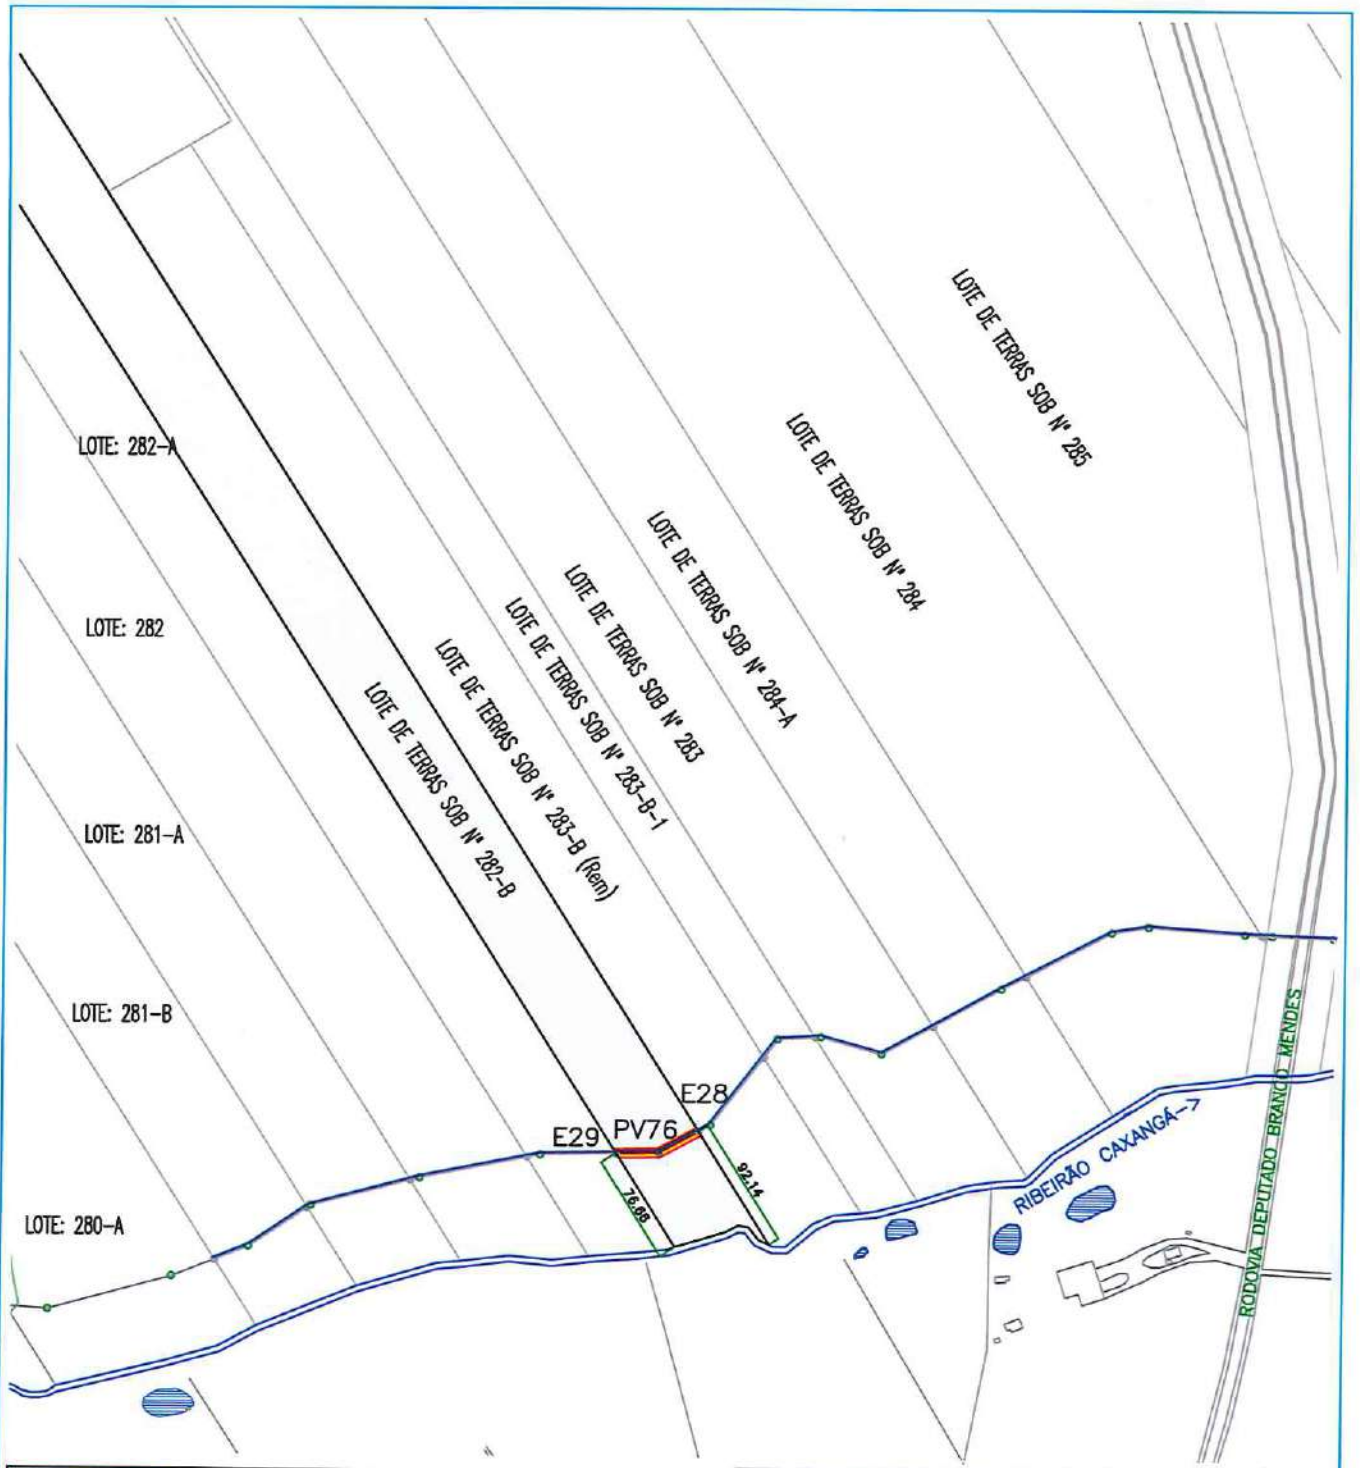 LOTE DE TERRAS SOB Nº 285
LOTE DE TERRAS SOB Nº 284
LOTE: 282-A
LOTE DE TERRAS SOB Nº 284-A
LOTE DE TERRAS SOB Nº 283
LOTE DE TERRAS SOB Nº 283-B-1
LOTE: 282
LOTE DE TERRAS SOB Nº 283-B (Rem)
LOTE DE TERRAS SOB Nº 282-B
LOTE: 281-A
LOTE: 281-B
E28
PV76
E29
92.14
76.66
RIBEIRÃO CAXANGÁ->
RODOVIA DEPUTADO BRANCO MENDES
LOTE: 280-A